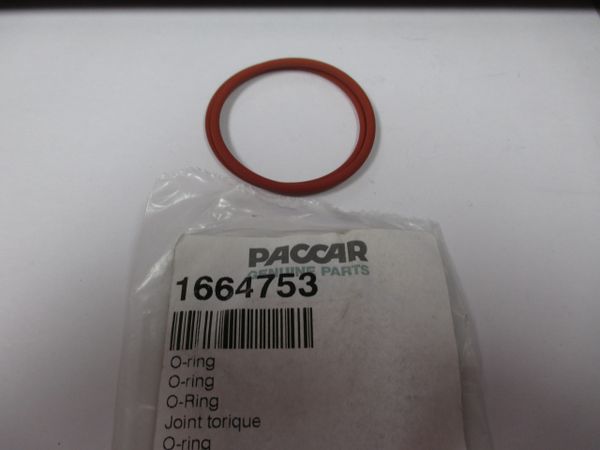 PACCAR
GENUINE PARTS
1664753
O-ring
O-ring
O-Ring
Joint torique
O-ring